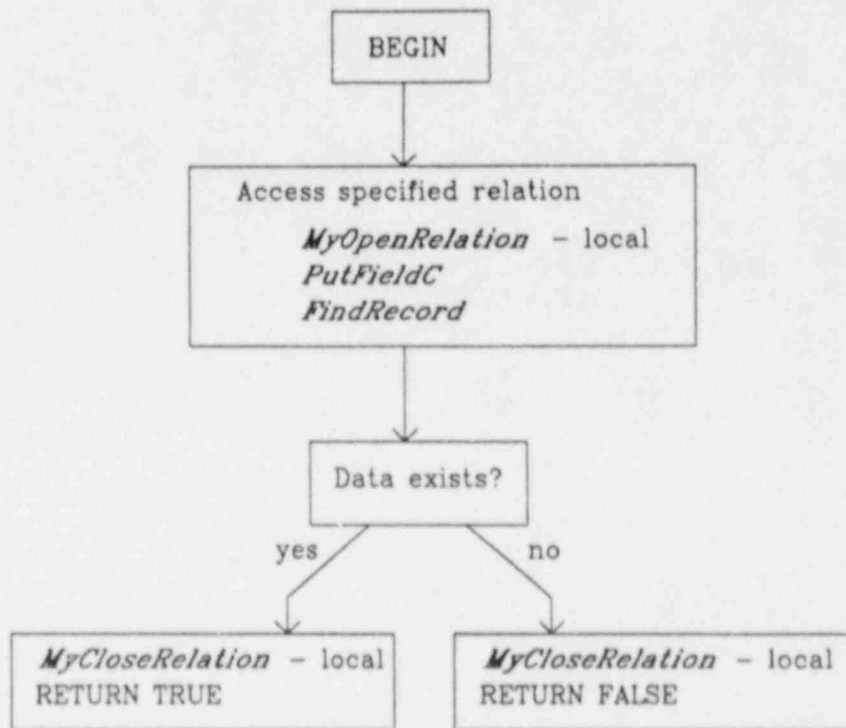 BEGIN
Access specified relation
MyOpenRelation - local
PutFieldC
FindRecord
Data exists?
yes
no
MyCloseRelation - local
RETURN TRUE
MyCloseRelation - local
RETURN FALSE